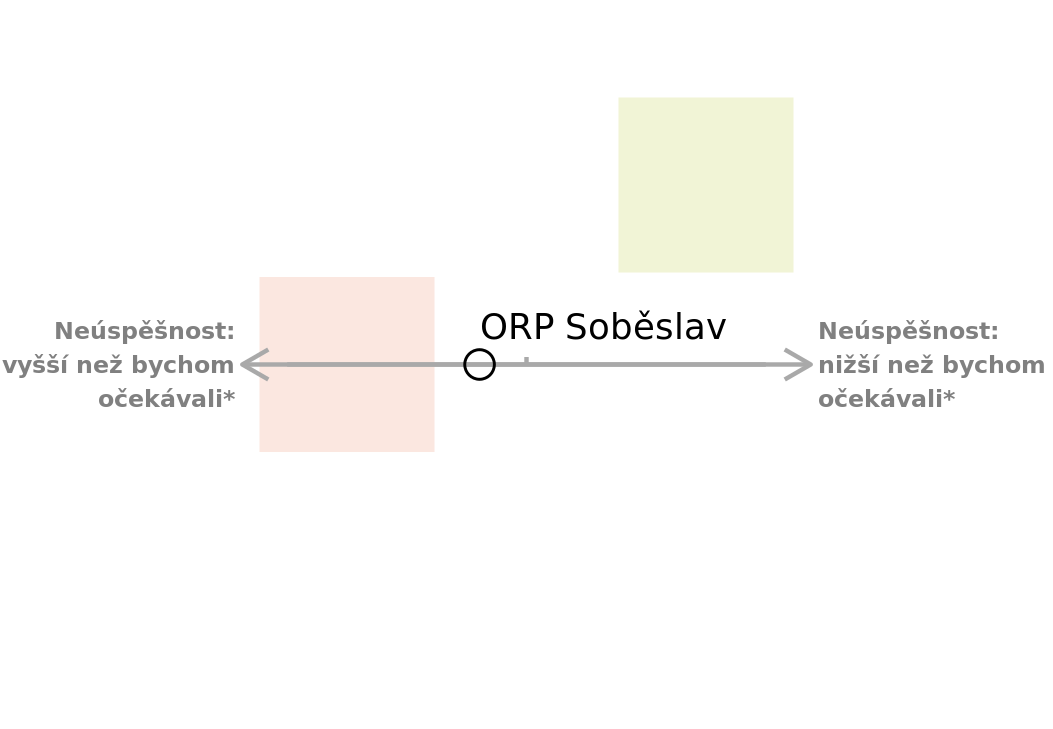 ORP Soběslav
Neúspěšnost:
vyšší než bychom
očekávali*
Neúspěšnost:
nižší než bychom
očekávali*